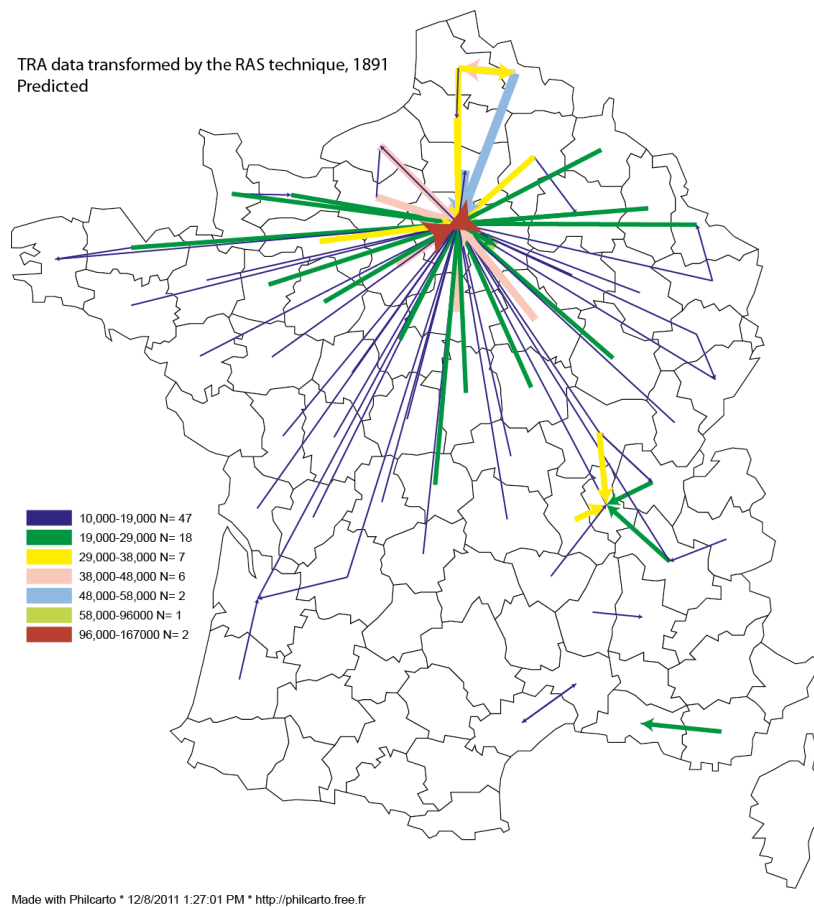 TRA data transformed by the RAS technique, 1891
Predicted
10,000-19,000 N= 47
19,000-29,000 N= 18
29,000-38,000 N= 7
38,000-48,000 N= 6
48,000-58,000 N= 2
58,000-96000 N= 1
96,000-167000 N= 2
Made with Philcarto * 12/8/2011 1:27:01 PM * http://philcarto.free.fr